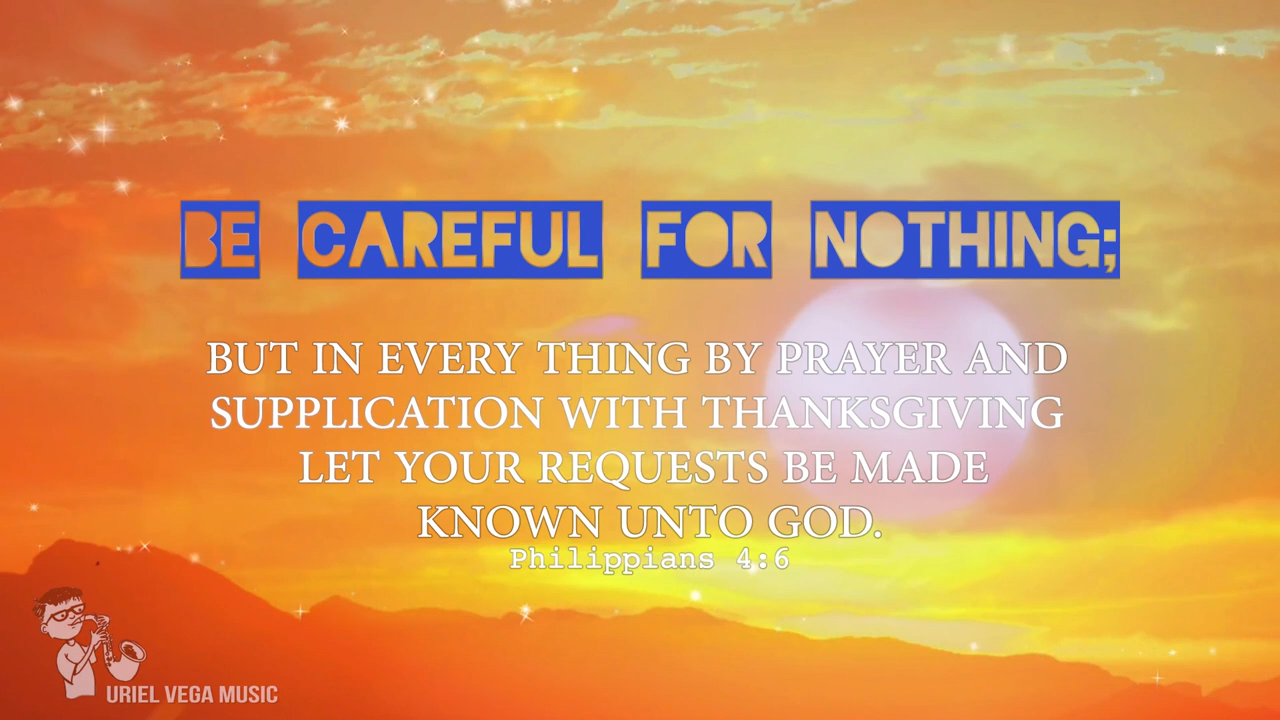 BE CAREFUL FOR NOTHING;
BUT IN EVERY THING BY PRAYER AND
SUPPLICATION WITH THANKSGIVING
LET YOUR REQUESTS BE MADE
KNOWN UNTO GOD.
Philippians 4:6
URIEL VEGA MUSIC